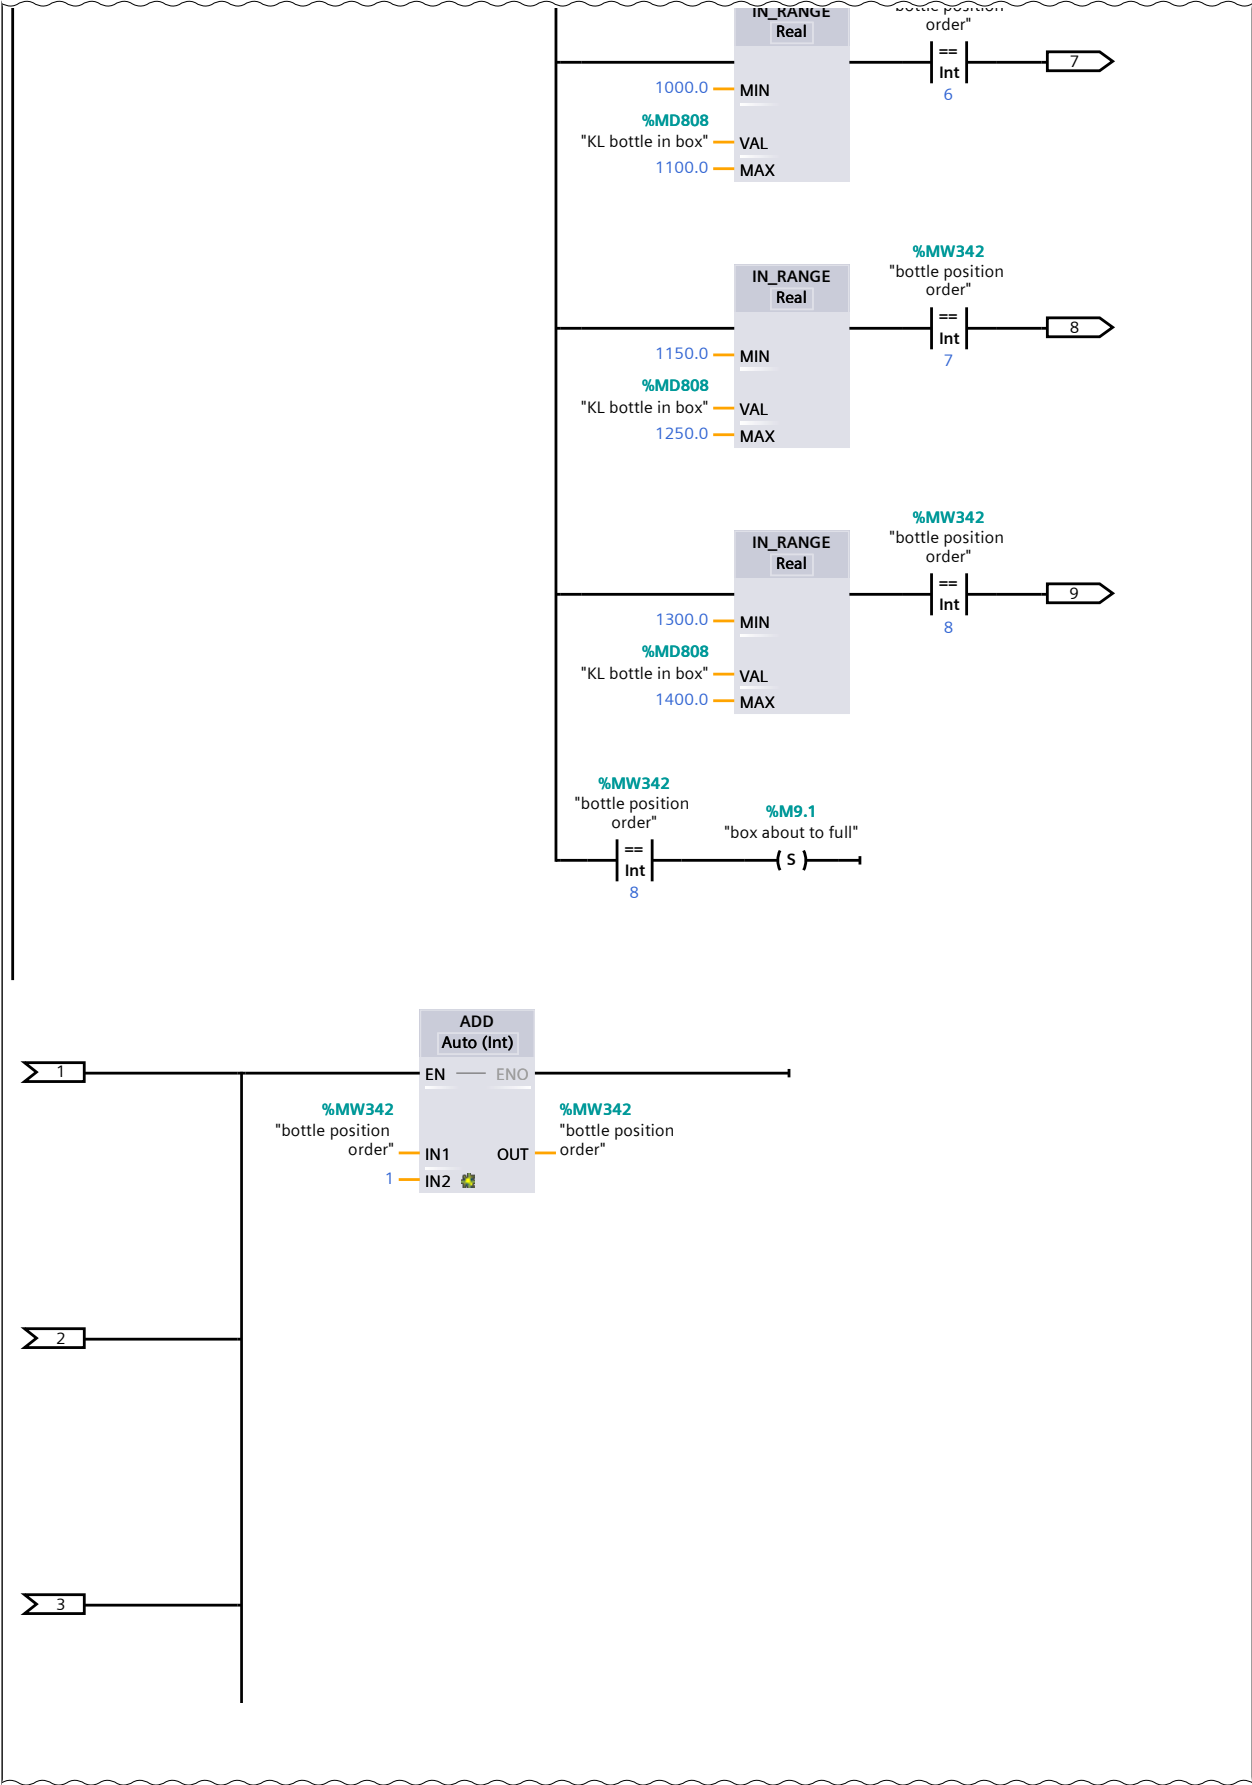 IN_RANGE
Real
"bottle position
order"
==
Int
6
7
1000.0
MIN
%MD808
"KL bottle in box"
VAL
1100.0
MAX
%MW342
"bottle position
order"
IN_RANGE
Real
==
Int
7
8
1150.0
MIN
%MD808
"KL bottle in box"
VAL
1250.0
MAX
%MW342
"bottle position
order"
IN_RANGE
Real
==
Int
8
9
1300.0
MIN
%MD808
"KL bottle in box"
VAL
1400.0
MAX
%MW342
"bottle position
order"
==
Int
8
%M9.1
"box about to full"
S
ADD
Auto (Int)
1
EN
ENO
%MW342
"bottle position
order"
IN1
OUT
%MW342
"bottle position
order"
1
IN2
2
3